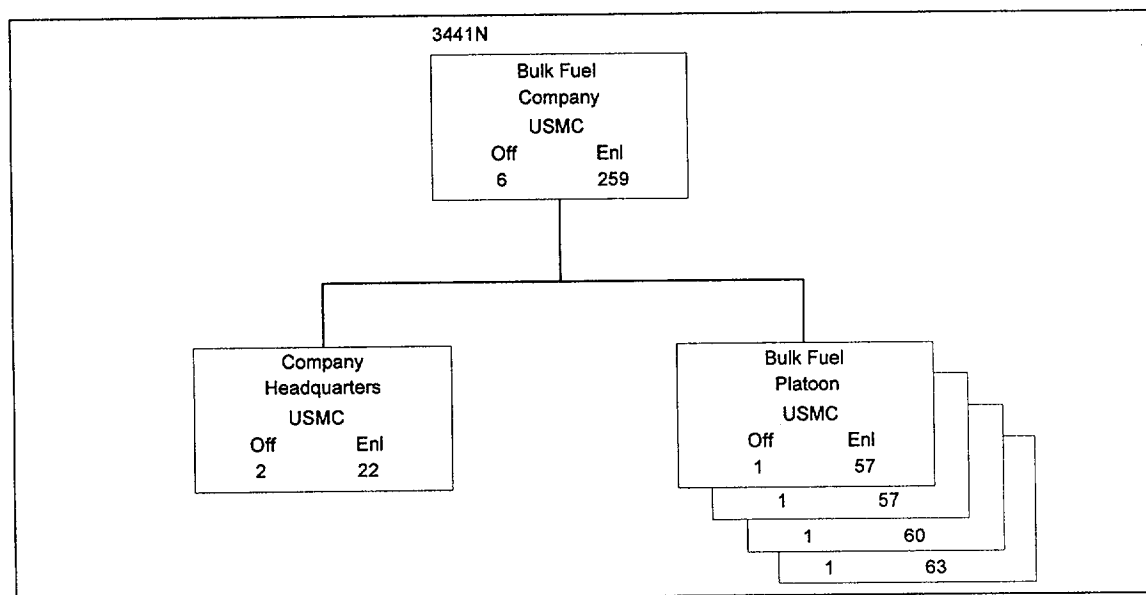 3441N
Bulk Fuel
Company
USMC
Off Enl
6 259
Company
Headquarters
USMC
Off Enl
2 22
Bulk Fuel
Platoon
USMC
Off Enl
1 57
1 57
1 60
1 63